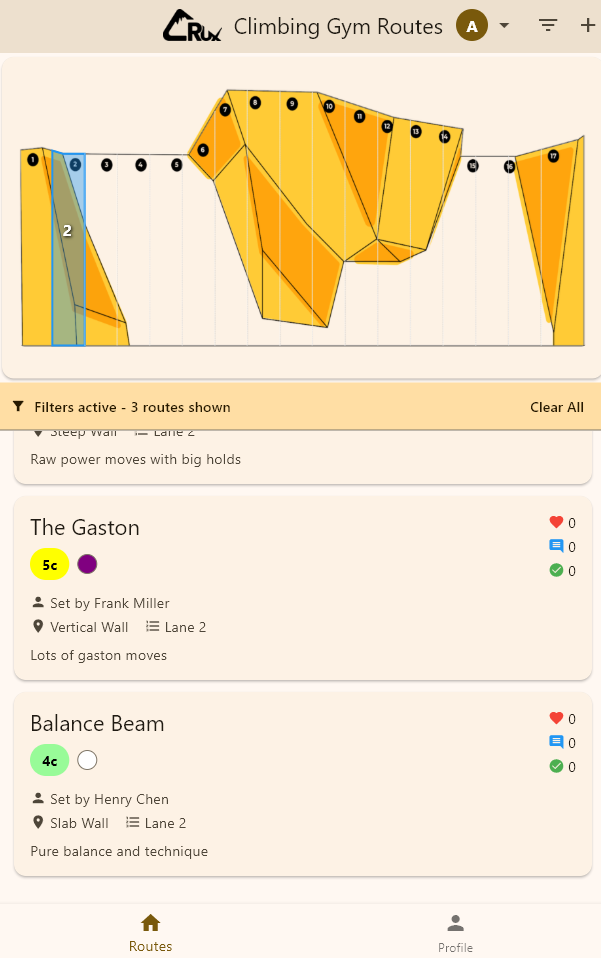 CRUX Climbing Gym Routes A
1 2 3 4 5 6 7 8 9 10 11 12 13 14 15 16 17
2
Filters active - 3 routes shown Clear All
Steep Wall Lane 2
Raw power moves with big holds
The Gaston 0
5c 0
0
Set by Frank Miller
Vertical Wall Lane 2
Lots of gaston moves
Balance Beam 0
4c 0
0
Set by Henry Chen
Slab Wall Lane 2
Pure balance and technique
Routes Profile